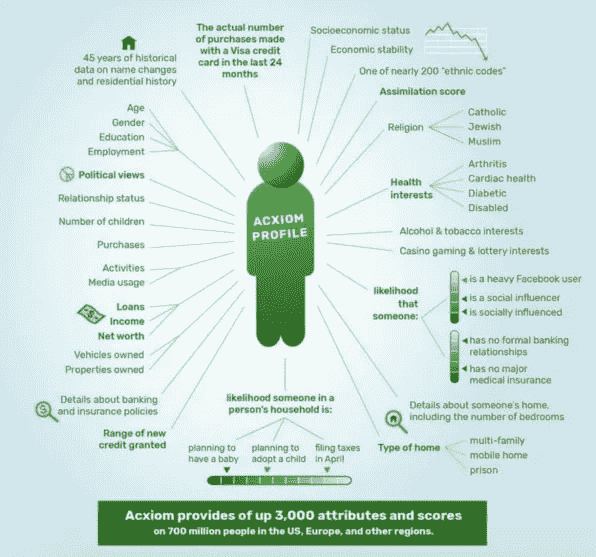 45 years of historical
data on name changes
and residential history
The actual number
of purchases made
with a Visa credit
card in the last 24
months
Socioeconomic status
Economic stability
One of nearly 200 "ethnic codes"
Assimilation score
Religion
Catholic
Jewish
Muslim
Health
interests
Arthritis
Cardiac health
Diabetic
Disabled
Alcohol & tobacco interests
Casino gaming & lottery interests
likelihood
that
someone:
is a heavy Facebook user
is a social influencer
is socially influenced
has no formal banking
relationships
has no major
medical insurance
Details about someone's home,
including the number of bedrooms
Type of home
multi-family
mobile home
prison
Age
Gender
Education
Employment
Political views
Relationship status
Number of children
Purchases
Activities
Media usage
Loans
Income
Net worth
Vehicles owned
Properties owned
Details about banking
and insurance policies
Range of new
credit granted
ACXIOM
PROFILE
likelihood someone in a
person's household is:
planning to
have a baby
planning to
adopt a child
filing taxes
in April
Acxiom provides of up 3,000 attributes and scores
on 700 million people in the US, Europe, and other regions.